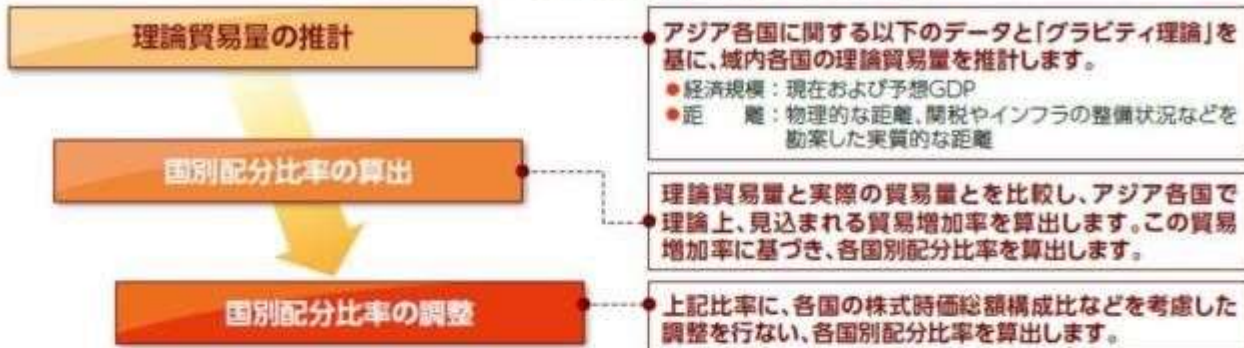 理論貿易量の推計
アジア各国に関する以下のデータと「グラビティ理論」を
基に、域内各国の理論貿易量を推計します。
●経済規模：現在および予想GDP
●距　　離：物理的な距離、関税やインフラの整備状況などを
勘案した実質的な距離
国別配分比率の算出
理論貿易量と実際の貿易量とを比較し、アジア各国で
理論上、見込まれる貿易増加率を算出します。この貿易
増加率に基づき、各国別配分比率を算出します。
国別配分比率の調整
上記比率に、各国の株式時価総額構成比などを考慮した
調整を行ない、各国別配分比率を算出します。